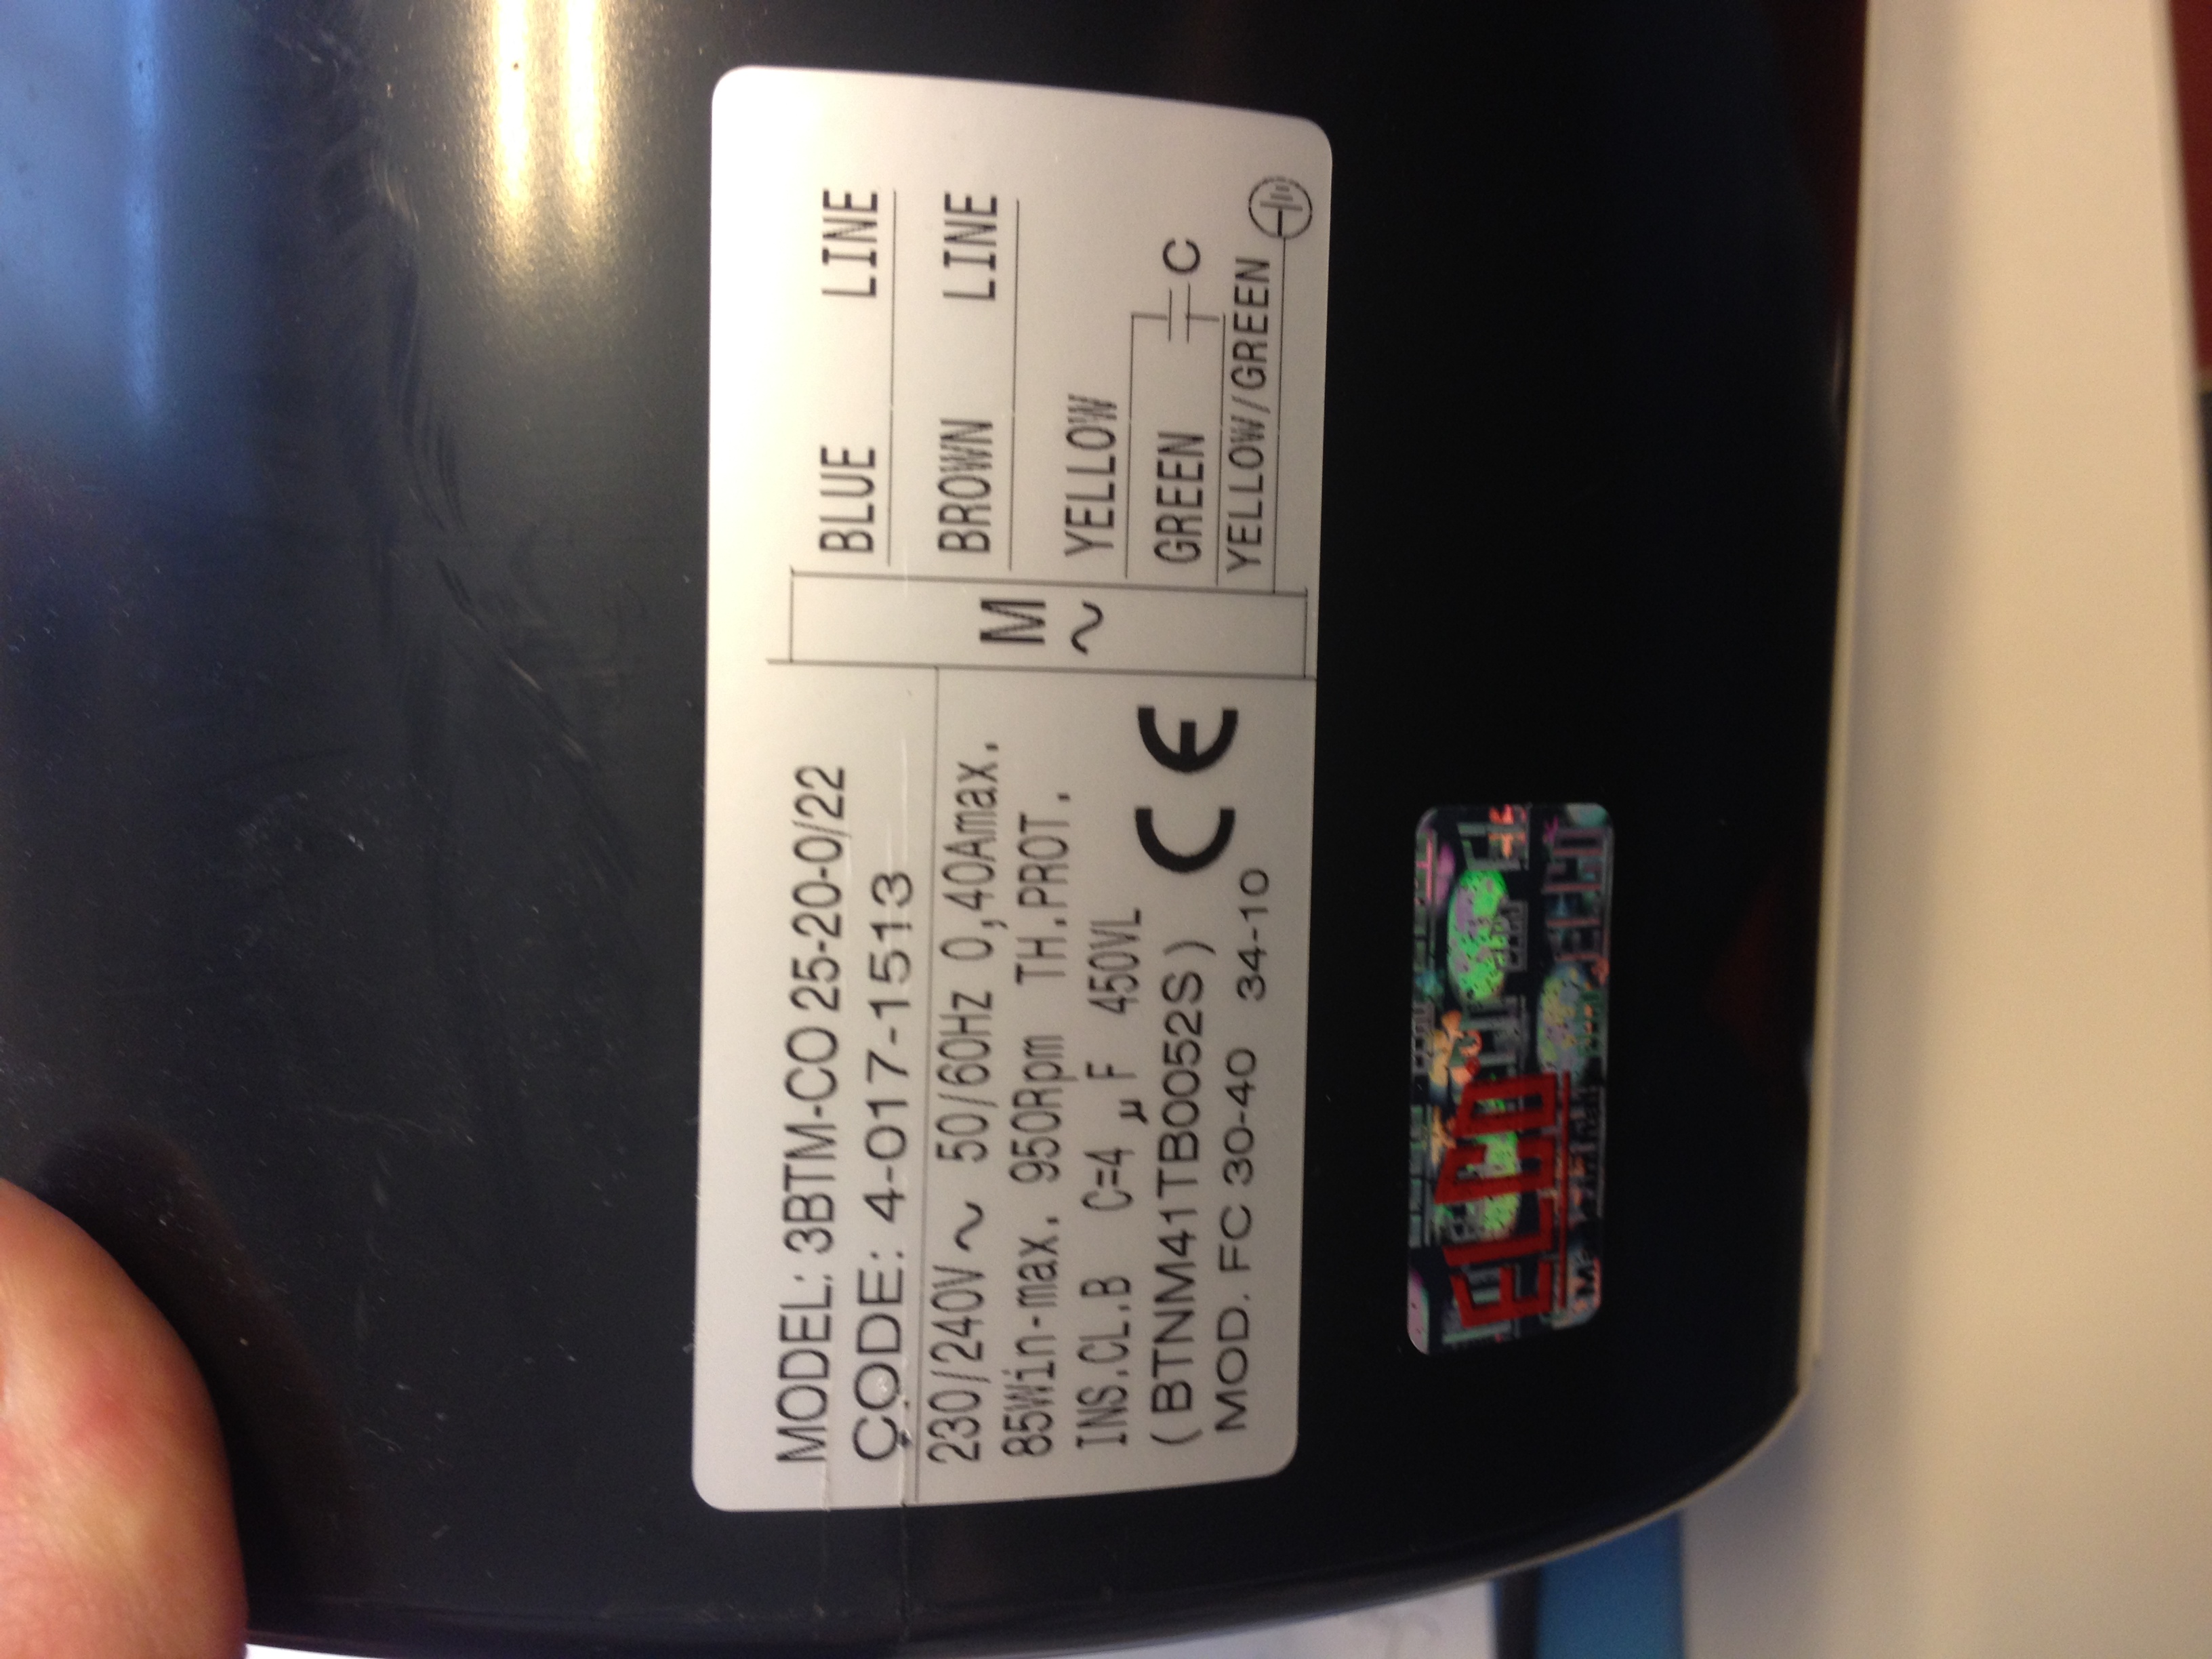 MODEL: 3BTM-CO 25-20-0/22
CODE: 4-017-1513
230/240V ~ 50/60Hz 0,40Amax.
85Win-max. 950Rpm TH.PROT.
INS.CL.B C=4 µF 450VL
(BTNM41TB0052S)
MOD. FC 30-40 34-10
CE
M
~
BLUE LINE
BROWN LINE
YELLOW
GREEN C
YELLOW/GREEN
ELCO